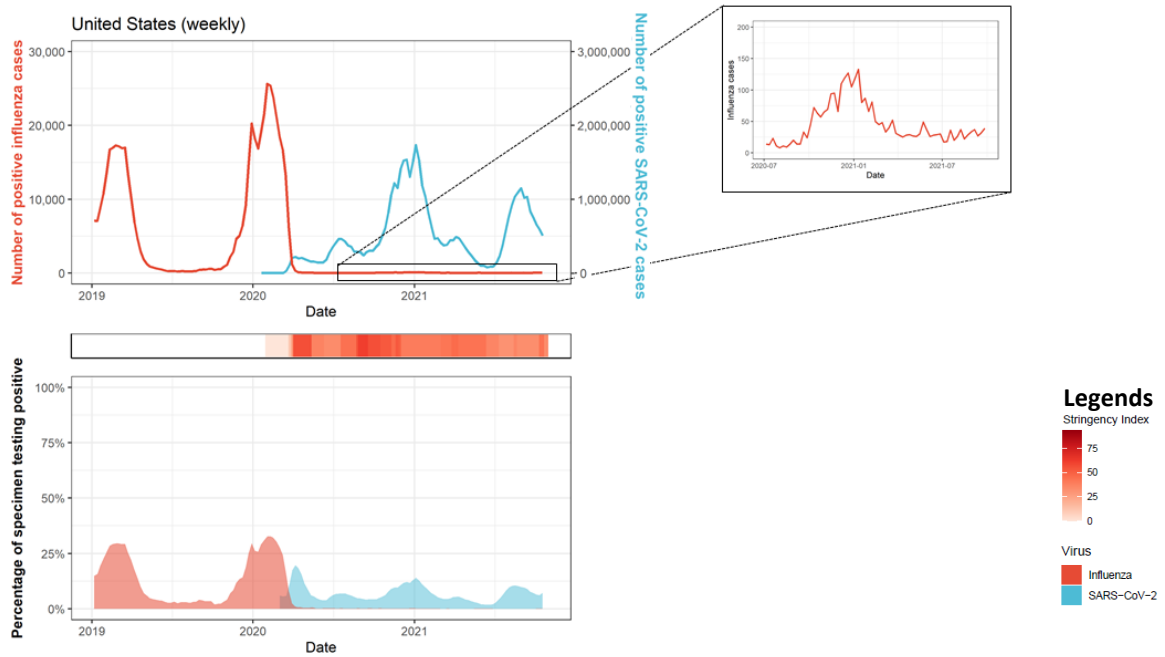 United States (weekly)
Number of positive influenza cases
30,000
20,000
10,000
0
3,000,000
2,000,000
1,000,000
0
Number of positive SARS-CoV-2 cases
2019
2020
2021
Date
Influenza cases
200
150
100
50
0
2020-07
2021-01
2021-07
Date
Percentage of specimen testing positive
100%
75%
50%
25%
0%
2019
2020
2021
Date
Legends
Stringency Index
75
50
25
0
Virus
Influenza
SARS−CoV−2